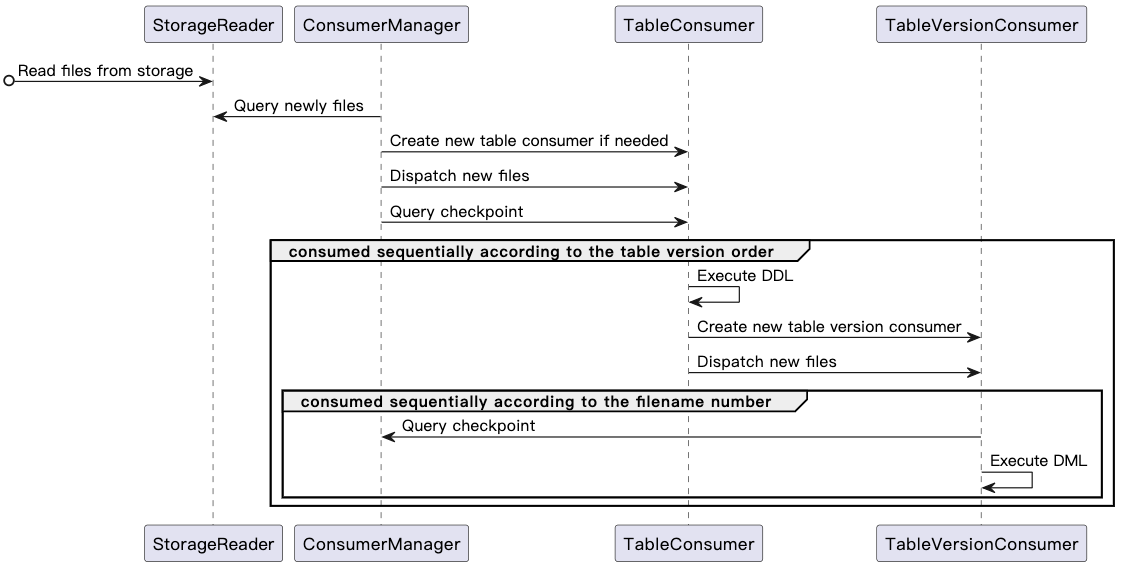 StorageReader ConsumerManager TableConsumer TableVersionConsumer
Read files from storage
Query newly files
Create new table consumer if needed
Dispatch new files
Query checkpoint
consumed sequentially according to the table version order
Execute DDL
Create new table version consumer
Dispatch new files
consumed sequentially according to the filename number
Query checkpoint
Execute DML
StorageReader ConsumerManager TableConsumer TableVersionConsumer